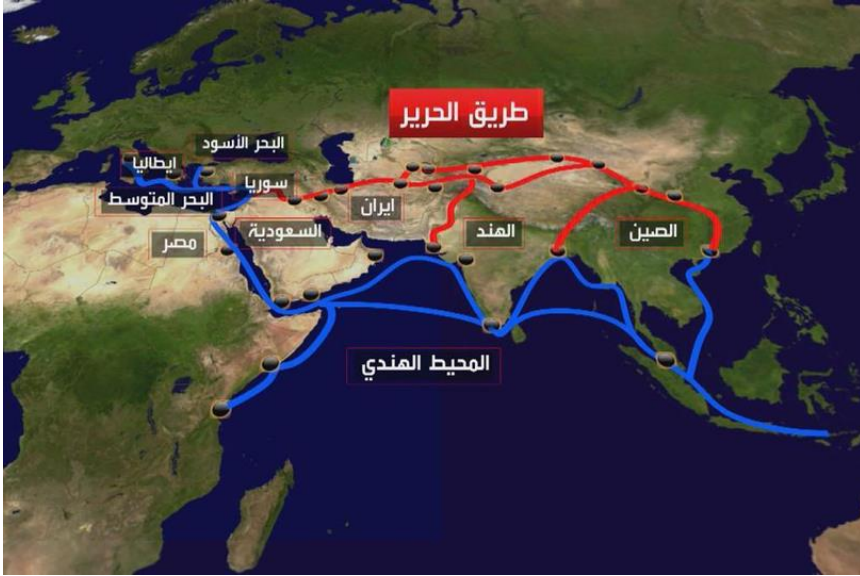 طريق الحرير
البحر الأسود
ايطاليا
سوريا
البحر المتوسط
ايران
السعودية
الهند
الصين
مصر
المحيط الهندي